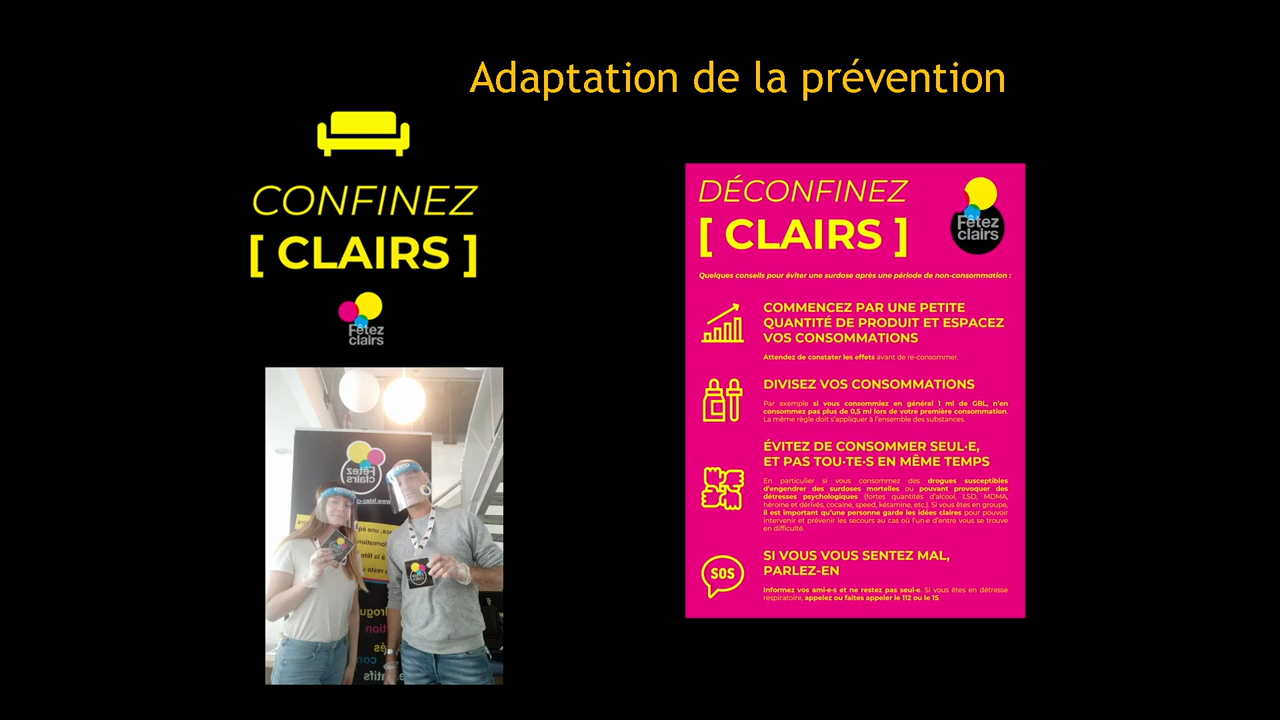 Adaptation de la prévention
CONFINEZ
[ CLAIRS ]
Fêtez
clairs
DÉCONFINEZ
[ CLAIRS ]
Fêtez
clairs
Quelques conseils pour éviter une surdose après une période de non-consommation :
COMMENCEZ PAR UNE PETITE
QUANTITÉ DE PRODUIT ET ESPACEZ
VOS CONSOMMATIONS
Attendez de constater les effets avant de re-consommer.
DIVISEZ VOS CONSOMMATIONS
Par exemple si vous consommiez en général 1 ml de GBL, n'en
consommez pas plus de 0,5 ml lors de votre première consommation.
La même règle doit s'appliquer à l'ensemble des substances.
ÉVITEZ DE CONSOMMER SEUL·E,
ET PAS TOU·TE·S EN MÊME TEMPS
En particulier si vous consommez des drogues susceptibles
d'engendrer des surdoses mortelles ou pouvant provoquer des
détresses psychologiques (fortes quantités d'alcool, LSD, MDMA,
héroïne et dérivés, cocaïne, speed, kétamine, etc.). Si vous êtes en groupe,
il est important qu'une personne garde les idées claires pour pouvoir
intervenir et prévenir les secours au cas où l'un·e d'entre vous se trouve
en difficulté.
SOS
SI VOUS VOUS SENTEZ MAL,
PARLEZ-EN
Informez vos ami·e·s et ne restez pas seul·e. Si vous êtes en détresse
respiratoire, appelez ou faites appeler le 112 ou le 15.
Fêtez
clairs